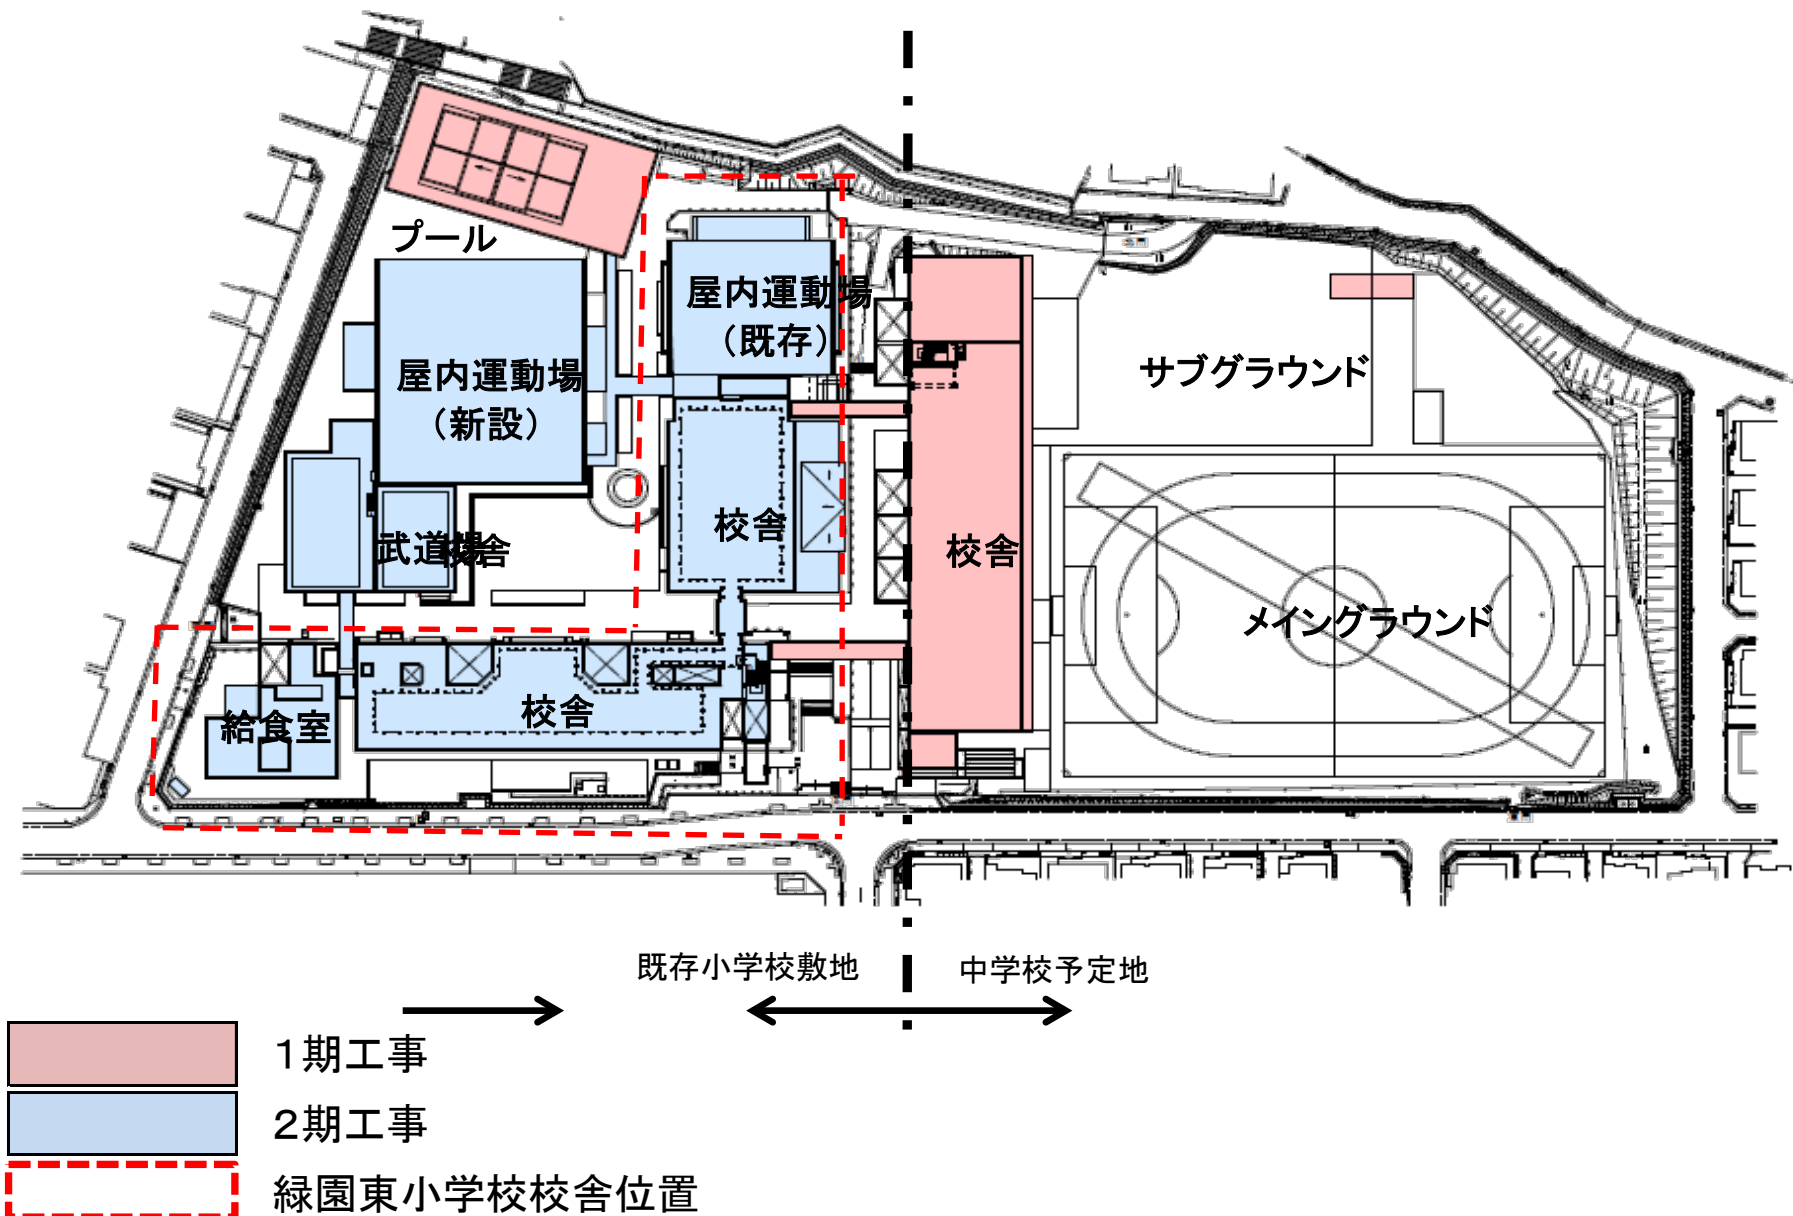 プール
屋内運動場
（既存）
屋内運動場
（新設）
サブグラウンド
武道場
校舎
校舎
校舎
メイングラウンド
給食室
校舎
既存小学校敷地
中学校予定地
1期工事
2期工事
緑園東小学校校舎位置